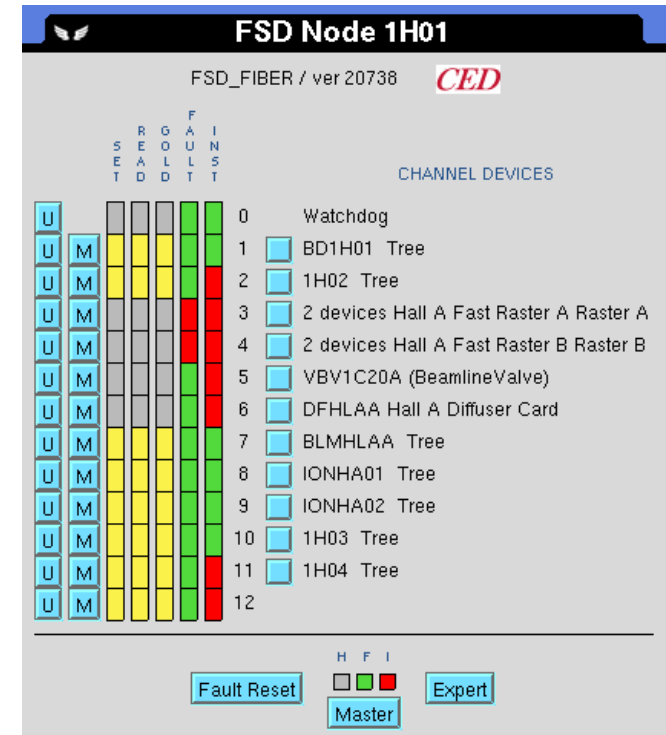 FSD Node 1H01
FSD_FIBER / ver 20738 CED
SET READ GOLD FAULT INST
CHANNEL DEVICES
U 0 Watchdog
U M 1 BD1H01 Tree
U M 2 1H02 Tree
U M 3 2 devices Hall A Fast Raster A Raster A
U M 4 2 devices Hall A Fast Raster B Raster B
U M 5 VBV1C20A (BeamlineValve)
U M 6 DFHLAA Hall A Diffuser Card
U M 7 BLMHLAA Tree
U M 8 IONHA01 Tree
U M 9 IONHA02 Tree
U M 10 1H03 Tree
U M 11 1H04 Tree
U M 12
H F I
Fault Reset Expert
Master